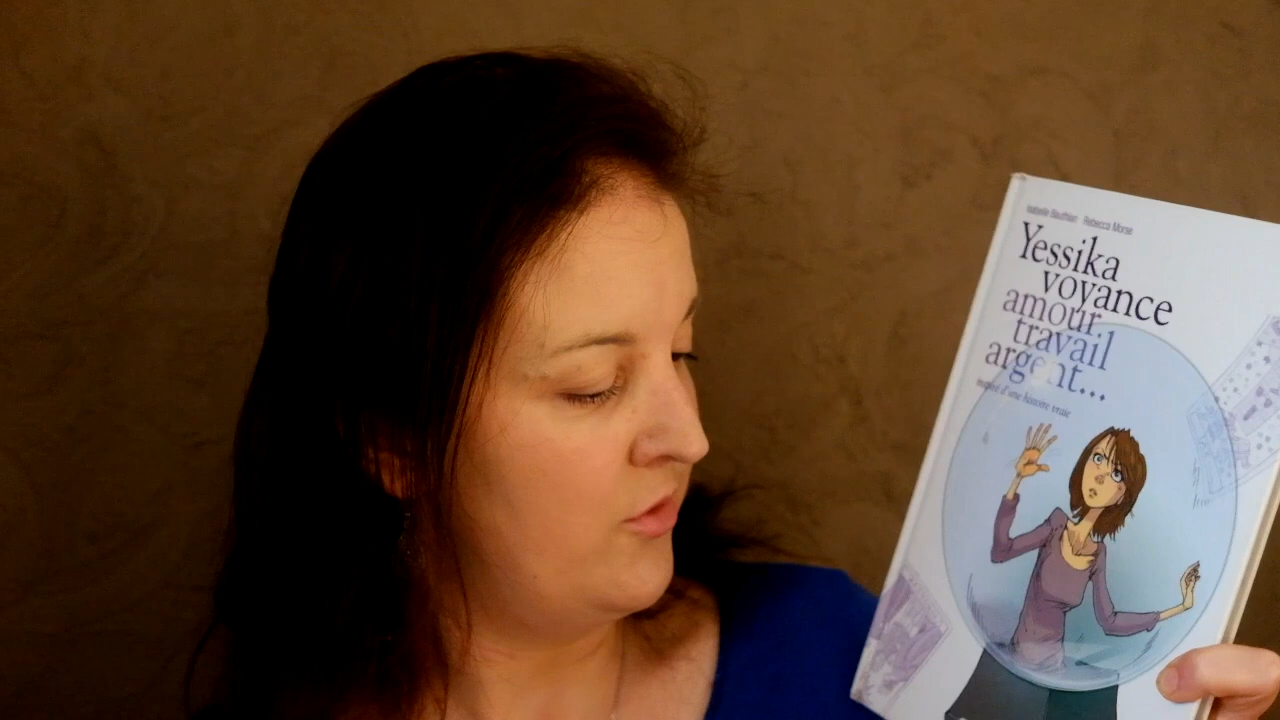 Isabelle Bauthian Rebecca Morse
Yessika
voyance
amour
travail
argent...
inspiré d'une histoire vraie